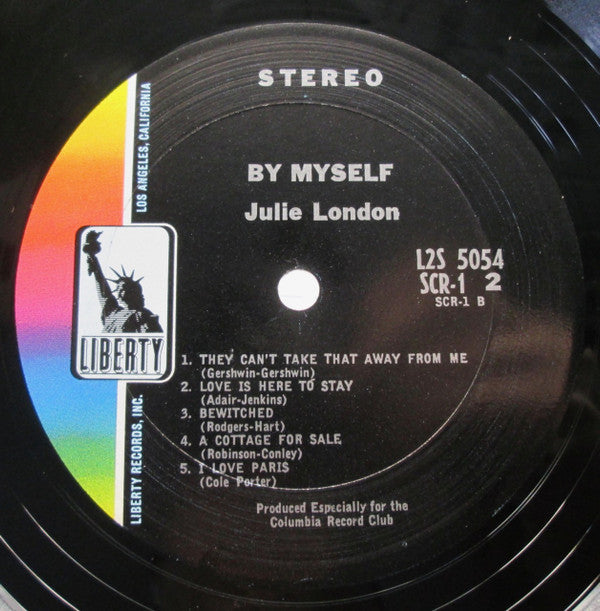 STEREO
BY MYSELF
Julie London
L2S 5054
SCR-1 2
SCR-1 B
LOS ANGELES, CALIFORNIA
LIBERTY
LIBERTY RECORDS, INC.
1. THEY CAN'T TAKE THAT AWAY FROM ME
(Gershwin-Gershwin)
2. LOVE IS HERE TO STAY
(Adair-Jenkins)
3. BEWITCHED
(Rodgers-Hart)
4. A COTTAGE FOR SALE
(Robinson-Conley)
5. I LOVE PARIS
(Cole Porter)
Produced Especially for the
Columbia Record Club